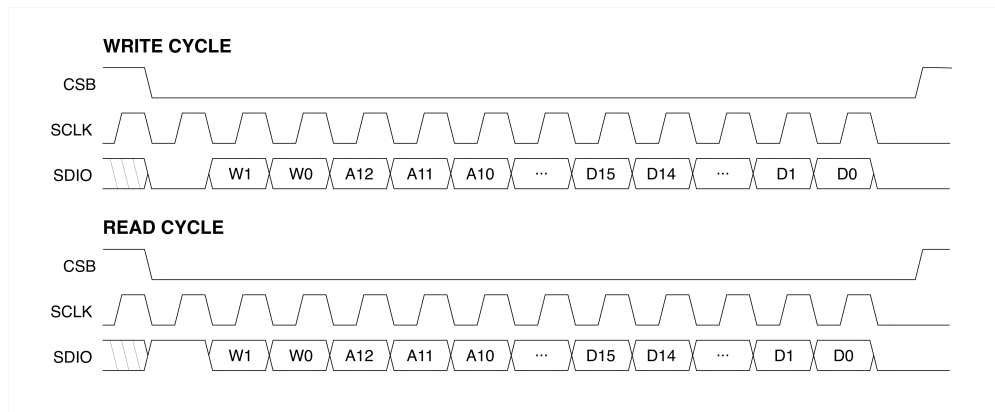 WRITE CYCLE
CSB
SCLK
SDIO W1 W0 A12 A11 A10 ... D15 D14 ... D1 D0
READ CYCLE
CSB
SCLK
SDIO W1 W0 A12 A11 A10 ... D15 D14 ... D1 D0